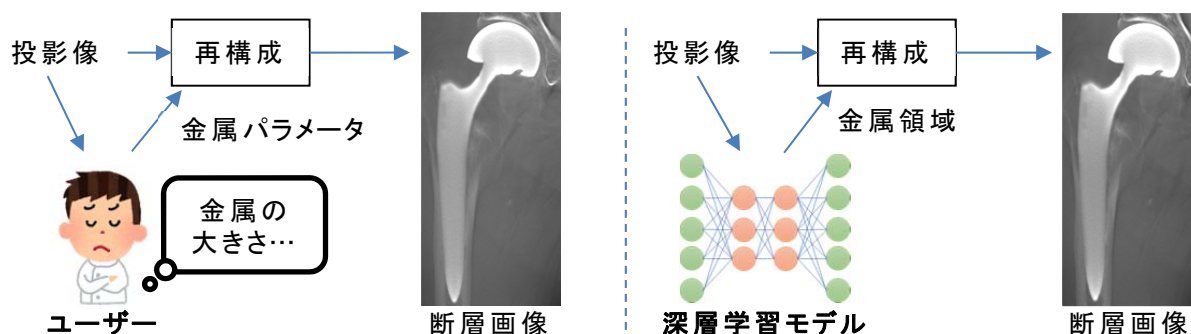 投影像
再構成
金属パラメータ
金属の
大きさ…
ユーザー
断層画像
投影像
再構成
金属領域
深層学習モデル
断層画像